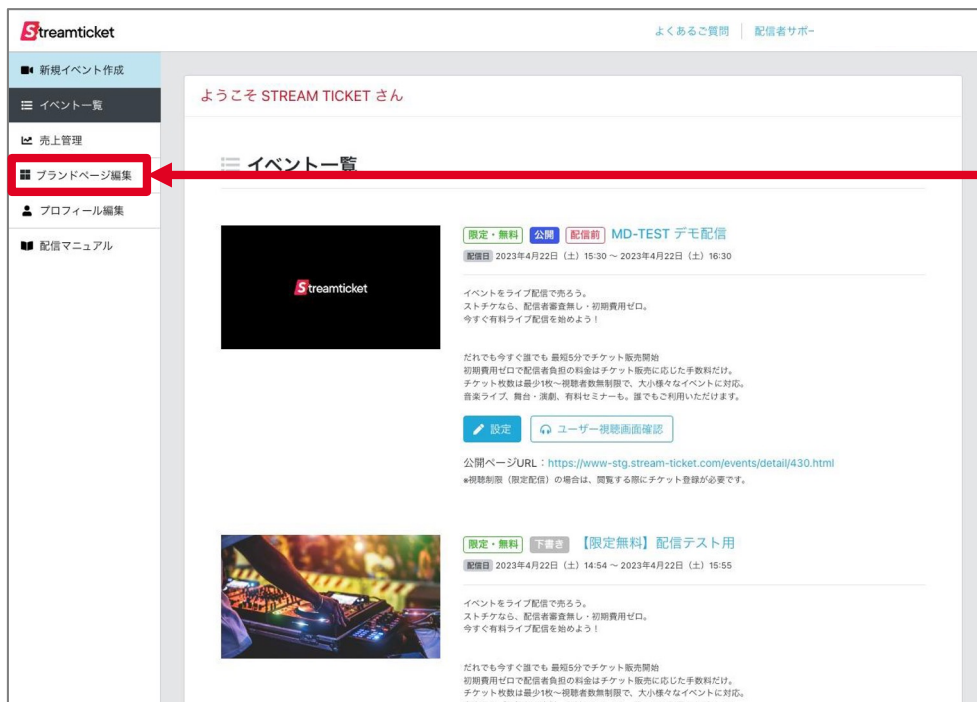 Streamticket
よくあるご質問
配信者サポー
新規イベント作成
イベント一覧
売上管理
ブランドページ編集
プロフィール編集
配信マニュアル
ようこそ STREAM TICKET さん
イベント一覧
Streamticket
限定・無料 公開 配信前 MD-TEST デモ配信
配信日 2023年4月22日（土）15:30 ～ 2023年4月22日（土）16:30
イベントをライブ配信で売ろう。
ストチケなら、配信者審査無し・初期費用ゼロ。
今すぐ有料ライブ配信を始めよう！
だれでも今すぐ誰でも 最短5分でチケット販売開始
初期費用ゼロで配信者負担の料金はチケット販売に応じた手数料だけ。
チケット枚数は最少1枚～視聴者数無制限で、大小様々なイベントに対応。
音楽ライブ、舞台・演劇、有料セミナーも。誰でもご利用いただけます。
設定 ユーザー視聴画面確認
公開ページURL：https://www-stg.stream-ticket.com/events/detail/430.html
※視聴制限（限定配信）の場合は、閲覧する際にチケット登録が必要です。
限定・無料 下書き 【限定無料】配信テスト用
配信日 2023年4月22日（土）14:54 ～ 2023年4月22日（土）15:55
イベントをライブ配信で売ろう。
ストチケなら、配信者審査無し・初期費用ゼロ。
今すぐ有料ライブ配信を始めよう！
だれでも今すぐ誰でも 最短5分でチケット販売開始
初期費用ゼロで配信者負担の料金はチケット販売に応じた手数料だけ。
チケット枚数は最少1枚～視聴者数無制限で、大小様々なイベントに対応。